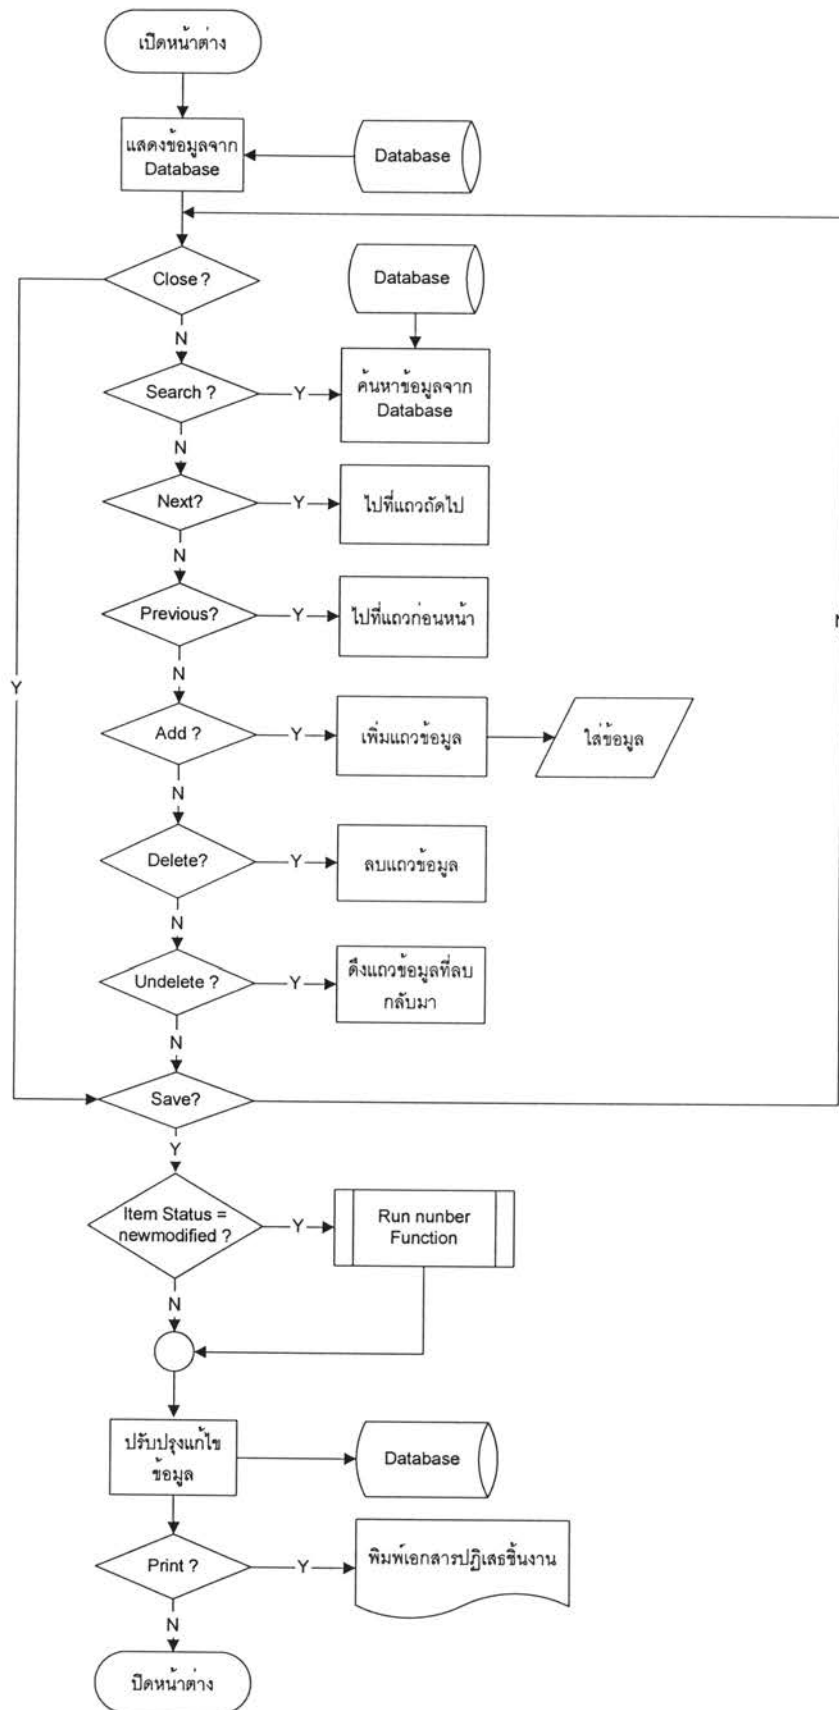 เปิดหน้าต่าง
แสดงข้อมูลจาก
Database
Database
Close ?
Database
N
Search ?
Y
ค้นหาข้อมูลจาก
Database
N
Next?
Y
ไปที่แถวถัดไป
N
Previous?
Y
ไปที่แถวก่อนหน้า
N
Y
Add ?
Y
เพิ่มแถวข้อมูล
ใส่ข้อมูล
N
Delete?
Y
ลบแถวข้อมูล
N
Undelete ?
Y
ดึงแถวข้อมูลที่ลบ
กลับมา
N
Save?
Y
Item Status =
newmodified ?
Y
Run nunber
Function
N
ปรับปรุงแก้ไข
ข้อมูล
Database
Print ?
Y
พิมพ์เอกสารปฏิเสธชิ้นงาน
N
ปิดหน้าต่าง